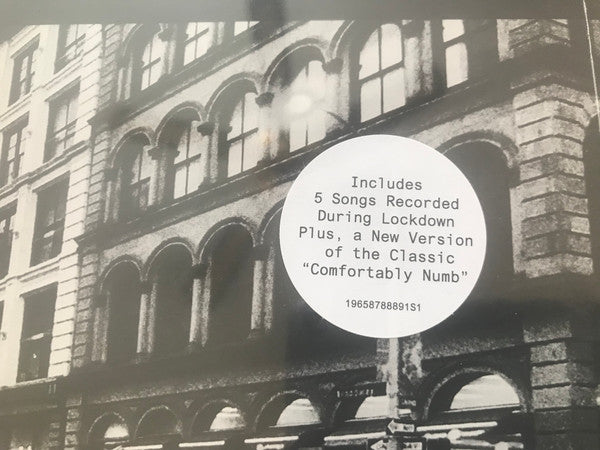 Includes
5 Songs Recorded
During Lockdown
Plus, a New Version
of the Classic
“Comfortably Numb”
19658788891S1